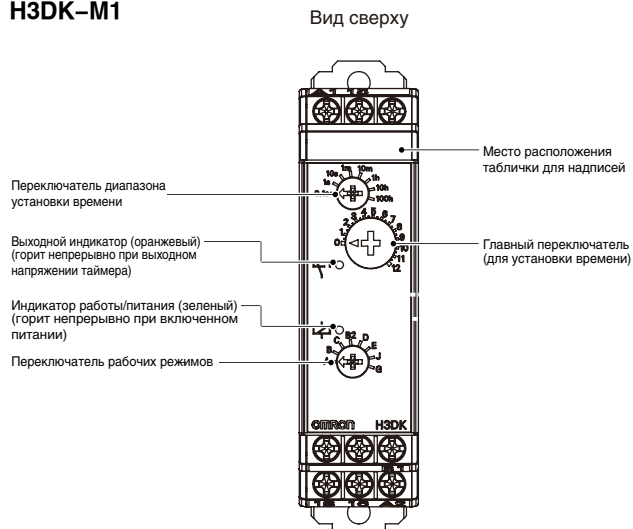 H3DK–M1
Вид сверху
Место расположения
таблички для надписей
Переключатель диапазона
установки времени
10s
1m
10m
1s
1h
10h
100h
Главный переключатель
(для установки времени)
0
1
2
3
4
5
6
7
8
9
10
11
12
Выходной индикатор (оранжевый)
(горит непрерывно при выходном
напряжении таймера)
Индикатор работы/питания (зеленый)
(горит непрерывно при включенном
питании)
Переключатель рабочих режимов
B
C
B2
D
E
J
G
OMRON H3DK